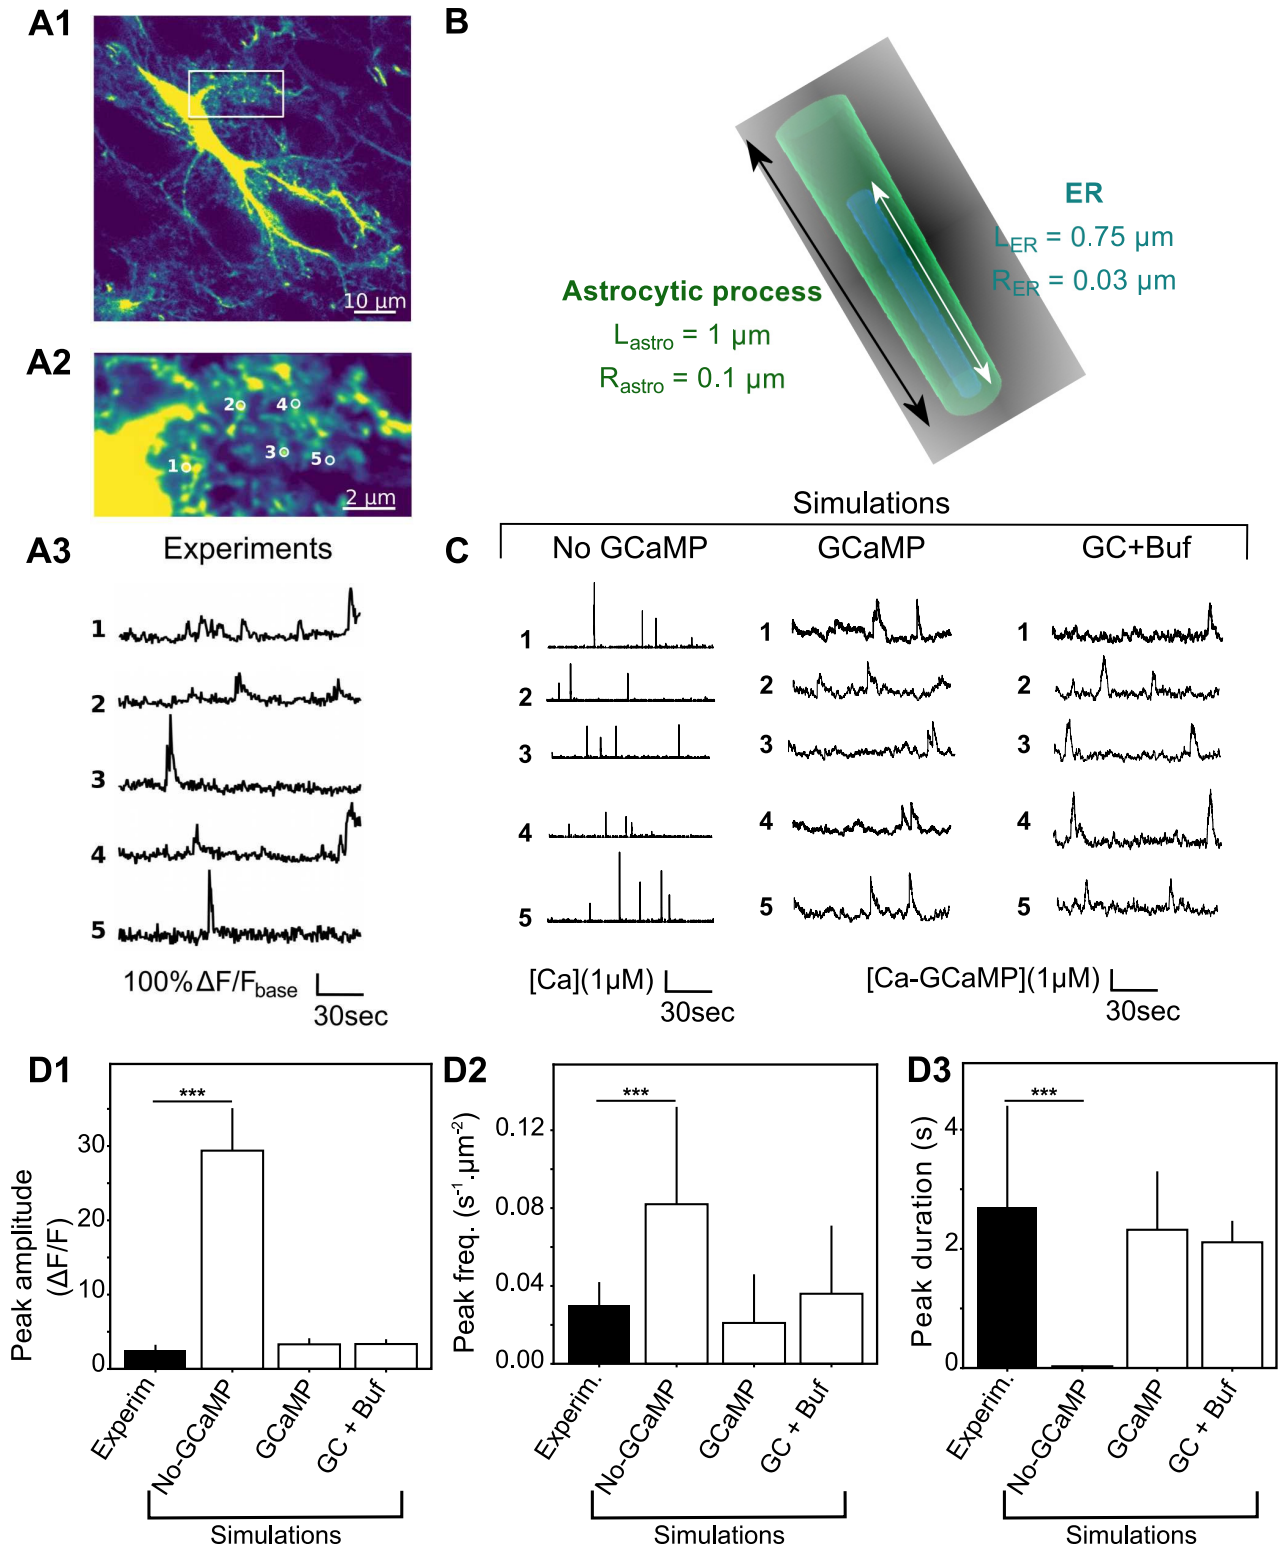 A1
10 µm
A2
2
4
3
5
1
2 µm
B
ER
L_ER = 0.75 µm
R_ER = 0.03 µm
Astrocytic process
L_astro = 1 µm
R_astro = 0.1 µm
A3
Experiments
1
2
3
4
5
100% ΔF/F_base
30sec
Simulations
C
No GCaMP
GCaMP
GC+Buf
1
2
3
4
5
1
2
3
4
5
1
2
3
4
5
[Ca](1µM)
30sec
[Ca-GCaMP](1µM)
30sec
D1
Peak amplitude
(ΔF/F)
30
20
10
0
***
Experim.
No-GCaMP
GCaMP
GC + Buf
Simulations
D2
Peak freq. (s⁻¹.µm⁻²)
0.12
0.08
0.04
0.00
***
Experim.
No-GCaMP
GCaMP
GC + Buf
Simulations
D3
Peak duration (s)
4
2
0
***
Experim.
No-GCaMP
GCaMP
GC + Buf
Simulations